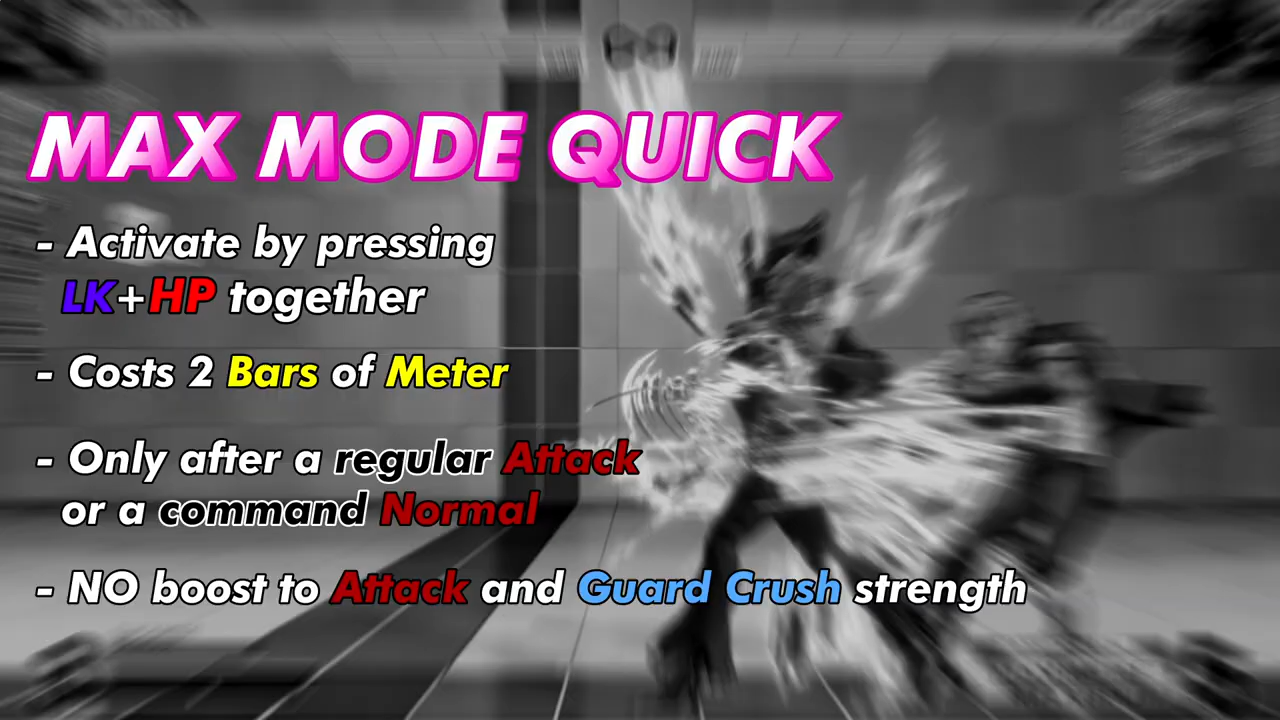 MAX MODE QUICK
- Activate by pressing
LK+HP together
- Costs 2 Bars of Meter
- Only after a regular Attack
or a command Normal
- NO boost to Attack and Guard Crush strength